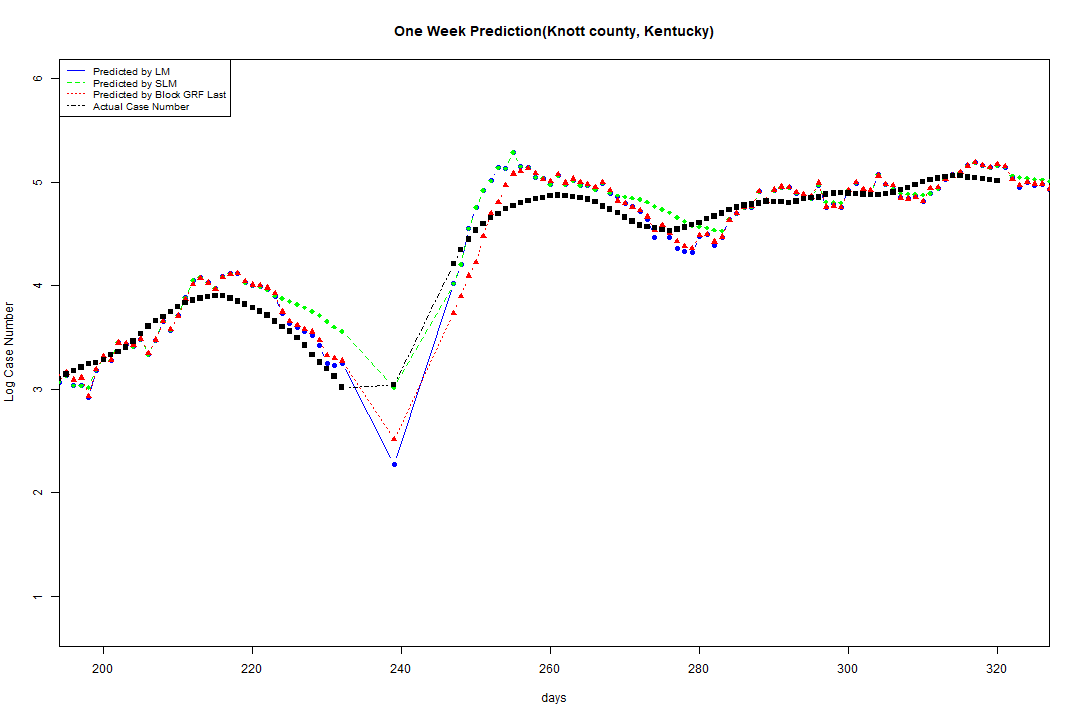 One Week Prediction(Knott county, Kentucky)
Predicted by LM
Predicted by SLM
Predicted by Block GRF Last
Actual Case Number
6
5
4
3
2
1
Log Case Number
200 220 240 260 280 300 320
days